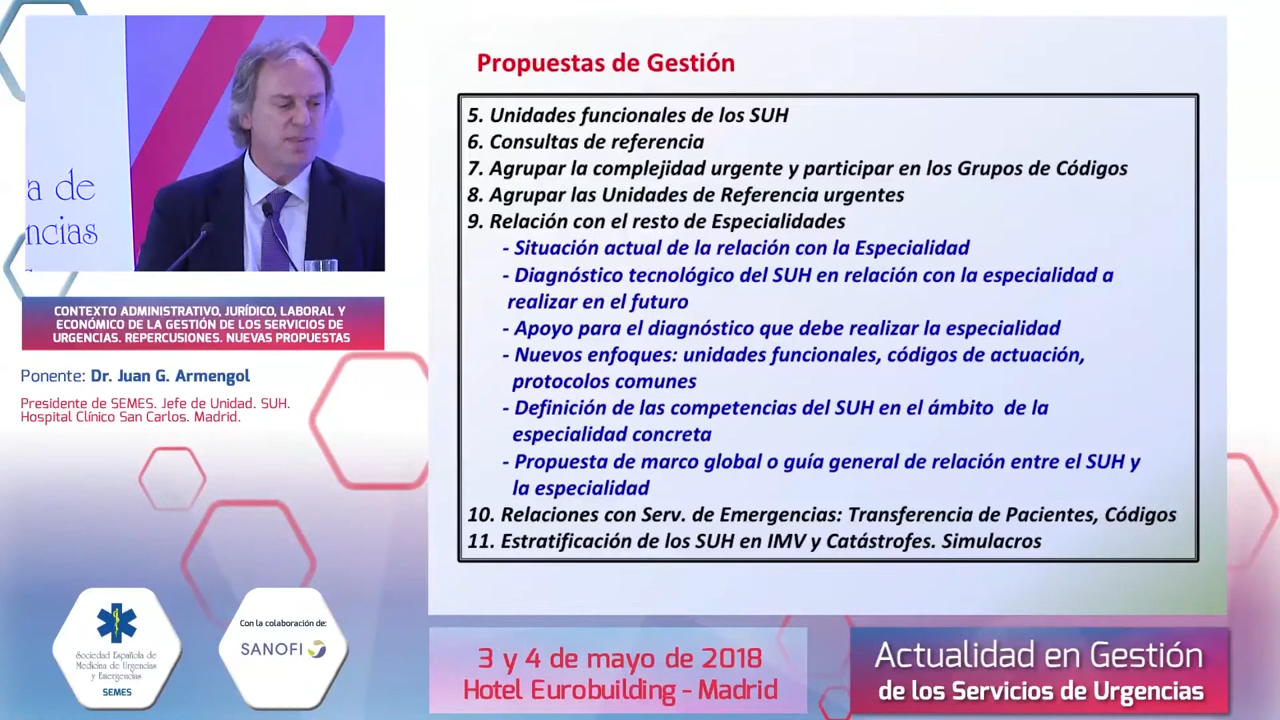 a de
ncias
CONTEXTO ADMINISTRATIVO, JURÍDICO, LABORAL Y
ECONÓMICO DE LA GESTIÓN DE LOS SERVICIOS DE
URGENCIAS. REPERCUSIONES. NUEVAS PROPUESTAS
Ponente: Dr. Juan G. Armengol
Presidente de SEMES. Jefe de Unidad. SUH.
Hospital Clínico San Carlos. Madrid.
Sociedad Española de
Medicina de Urgencias
y Emergencias
SEMES
Con la colaboración de:
SANOFI
Propuestas de Gestión
5. Unidades funcionales de los SUH
6. Consultas de referencia
7. Agrupar la complejidad urgente y participar en los Grupos de Códigos
8. Agrupar las Unidades de Referencia urgentes
9. Relación con el resto de Especialidades
- Situación actual de la relación con la Especialidad
- Diagnóstico tecnológico del SUH en relación con la especialidad a
realizar en el futuro
- Apoyo para el diagnóstico que debe realizar la especialidad
- Nuevos enfoques: unidades funcionales, códigos de actuación,
protocolos comunes
- Definición de las competencias del SUH en el ámbito de la
especialidad concreta
- Propuesta de marco global o guía general de relación entre el SUH y
la especialidad
10. Relaciones con Serv. de Emergencias: Transferencia de Pacientes, Códigos
11. Estratificación de los SUH en IMV y Catástrofes. Simulacros
3 y 4 de mayo de 2018
Hotel Eurobuilding - Madrid
Actualidad en Gestión
de los Servicios de Urgencias